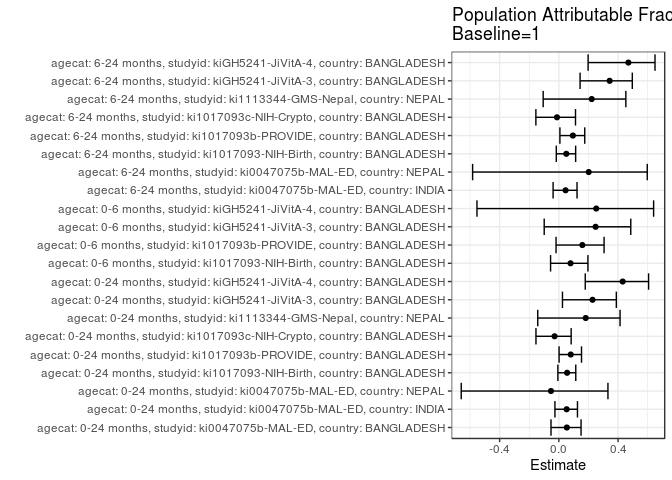 Population Attributable Frac
Baseline=1
agecat: 6-24 months, studyid: kiGH5241-JiVitA-4, country: BANGLADESH
agecat: 6-24 months, studyid: kiGH5241-JiVitA-3, country: BANGLADESH
agecat: 6-24 months, studyid: ki1113344-GMS-Nepal, country: NEPAL
agecat: 6-24 months, studyid: ki1017093c-NIH-Crypto, country: BANGLADESH
agecat: 6-24 months, studyid: ki1017093b-PROVIDE, country: BANGLADESH
agecat: 6-24 months, studyid: ki1017093-NIH-Birth, country: BANGLADESH
agecat: 6-24 months, studyid: ki0047075b-MAL-ED, country: NEPAL
agecat: 6-24 months, studyid: ki0047075b-MAL-ED, country: INDIA
agecat: 0-6 months, studyid: kiGH5241-JiVitA-4, country: BANGLADESH
agecat: 0-6 months, studyid: kiGH5241-JiVitA-3, country: BANGLADESH
agecat: 0-6 months, studyid: ki1017093b-PROVIDE, country: BANGLADESH
agecat: 0-6 months, studyid: ki1017093-NIH-Birth, country: BANGLADESH
agecat: 0-24 months, studyid: kiGH5241-JiVitA-4, country: BANGLADESH
agecat: 0-24 months, studyid: kiGH5241-JiVitA-3, country: BANGLADESH
agecat: 0-24 months, studyid: ki1113344-GMS-Nepal, country: NEPAL
agecat: 0-24 months, studyid: ki1017093c-NIH-Crypto, country: BANGLADESH
agecat: 0-24 months, studyid: ki1017093b-PROVIDE, country: BANGLADESH
agecat: 0-24 months, studyid: ki1017093-NIH-Birth, country: BANGLADESH
agecat: 0-24 months, studyid: ki0047075b-MAL-ED, country: NEPAL
agecat: 0-24 months, studyid: ki0047075b-MAL-ED, country: INDIA
agecat: 0-24 months, studyid: ki0047075b-MAL-ED, country: BANGLADESH
-0.4 0.0 0.4
Estimate